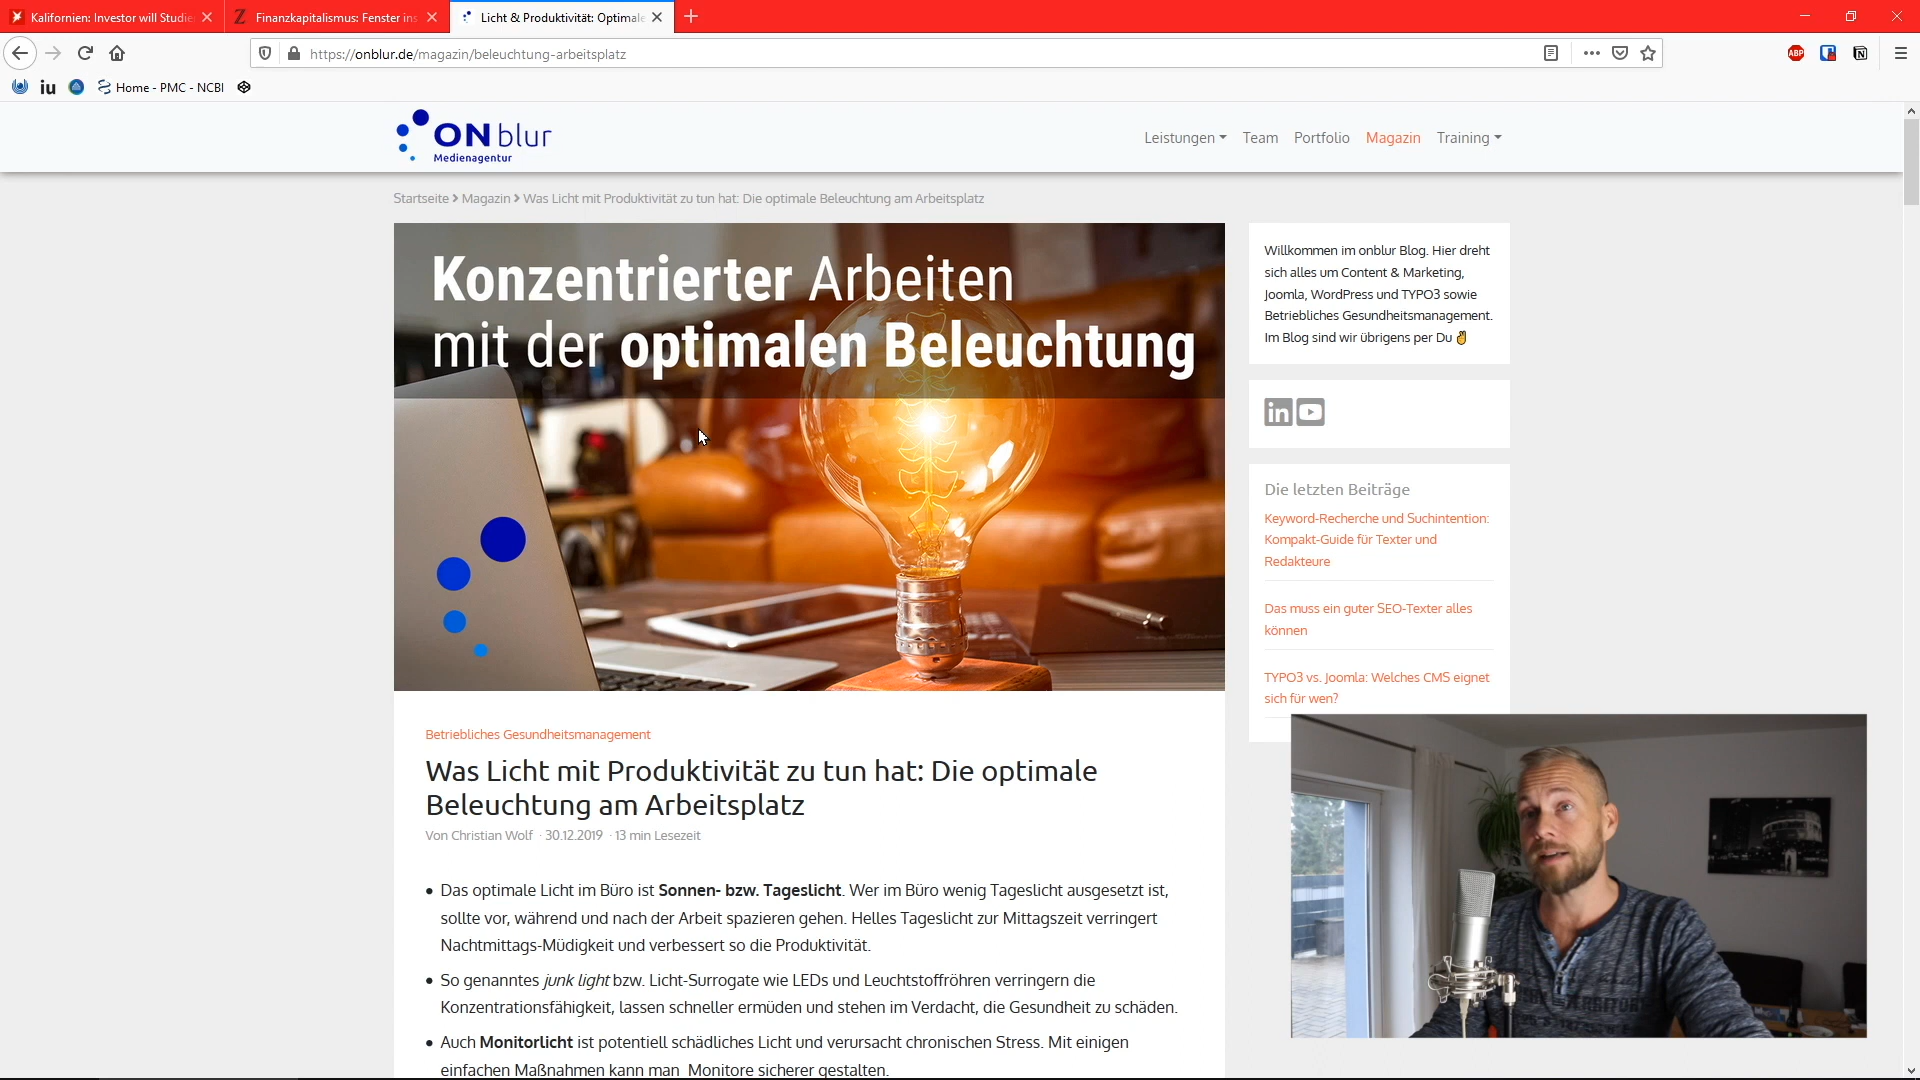 Kalifornien: Investor will Studie
Finanzkapitalismus: Fenster ins
Licht & Produktivität: Optimale
https://onblur.de/magazin/beleuchtung-arbeitsplatz
ABP
iu
Home - PMC - NCBI
ONblur
Medienagentur
Leistungen
Team
Portfolio
Magazin
Training
Startseite > Magazin > Was Licht mit Produktivität zu tun hat: Die optimale Beleuchtung am Arbeitsplatz
Konzentrierter Arbeiten
mit der optimalen Beleuchtung
Willkommen im onblur Blog. Hier dreht
sich alles um Content & Marketing,
Joomla, WordPress und TYPO3 sowie
Betriebliches Gesundheitsmanagement.
Im Blog sind wir übrigens per Du ✌
in
Die letzten Beiträge
Keyword-Recherche und Suchintention:
Kompakt-Guide für Texter und
Redakteure
Das muss ein guter SEO-Texter alles
können
TYPO3 vs. Joomla: Welches CMS eignet
sich für wen?
Betriebliches Gesundheitsmanagement
Was Licht mit Produktivität zu tun hat: Die optimale
Beleuchtung am Arbeitsplatz
Von Christian Wolf · 30.12.2019 · 13 min Lesezeit
• Das optimale Licht im Büro ist Sonnen- bzw. Tageslicht. Wer im Büro wenig Tageslicht ausgesetzt ist,
sollte vor, während und nach der Arbeit spazieren gehen. Helles Tageslicht zur Mittagszeit verringert
Nachmittags-Müdigkeit und verbessert so die Produktivität.
• So genanntes junk light bzw. Licht-Surrogate wie LEDs und Leuchtstoffröhren verringern die
Konzentrationsfähigkeit, lassen schneller ermüden und stehen im Verdacht, die Gesundheit zu schäden.
• Auch Monitorlicht ist potentiell schädliches Licht und verursacht chronischen Stress. Mit einigen
einfachen Maßnahmen kann man Monitore sicherer gestalten.